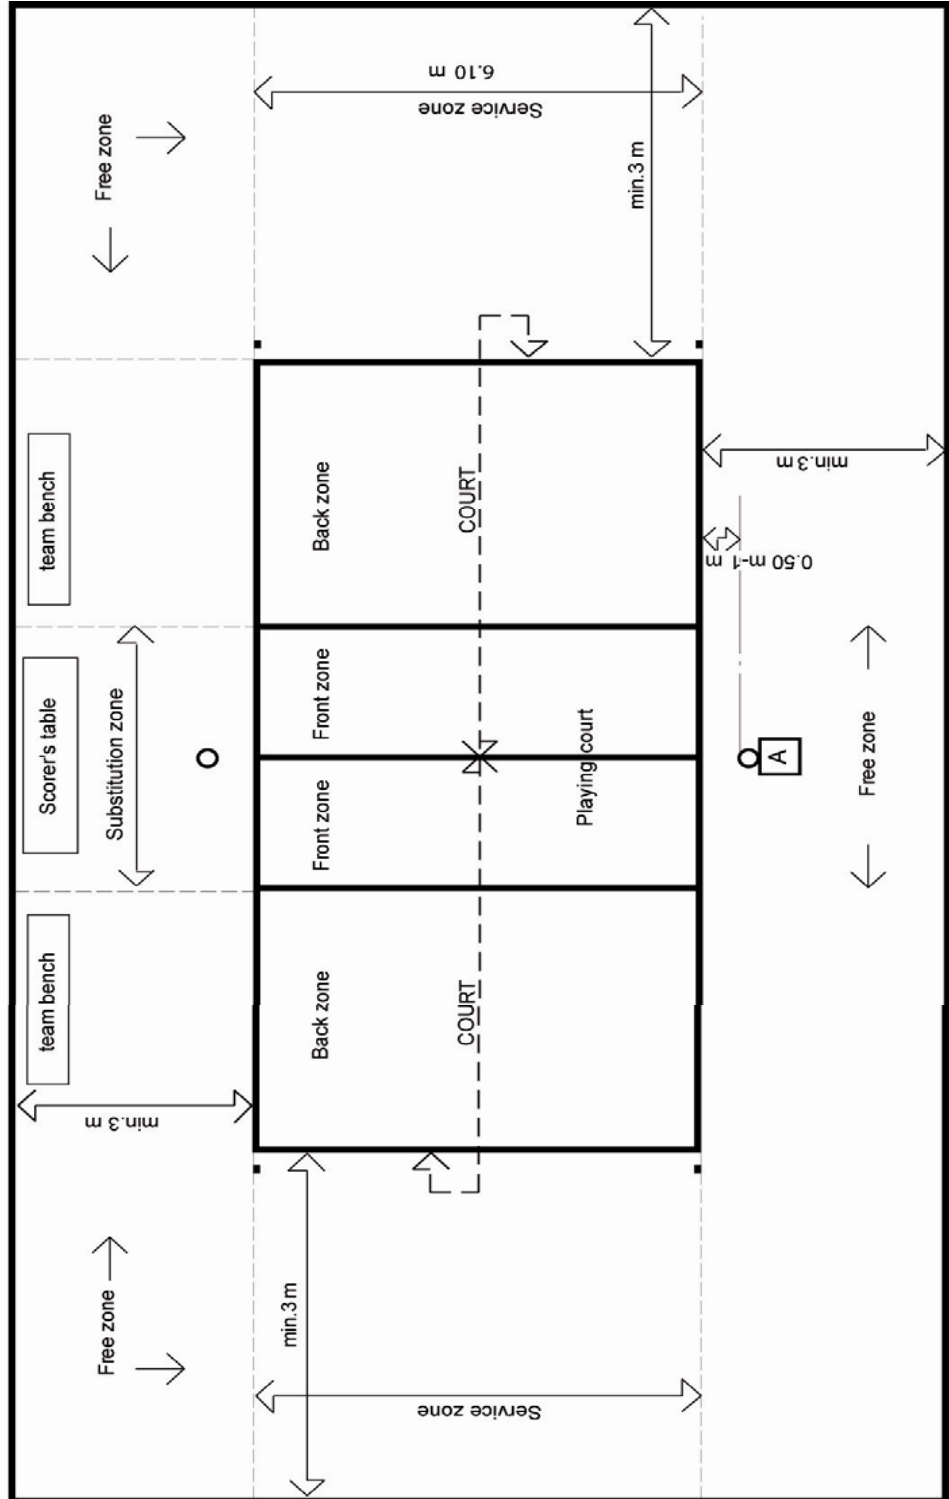 6.10 m
Service zone
Free zone
min.3 m
team bench
Back zone
COURT
min.3 m
0.50 m-1 m
Scorer's table
Substitution zone
Front zone
Front zone
Playing court
A
Free zone
team bench
Back zone
COURT
min.3 m
Free zone
min.3 m
Service zone